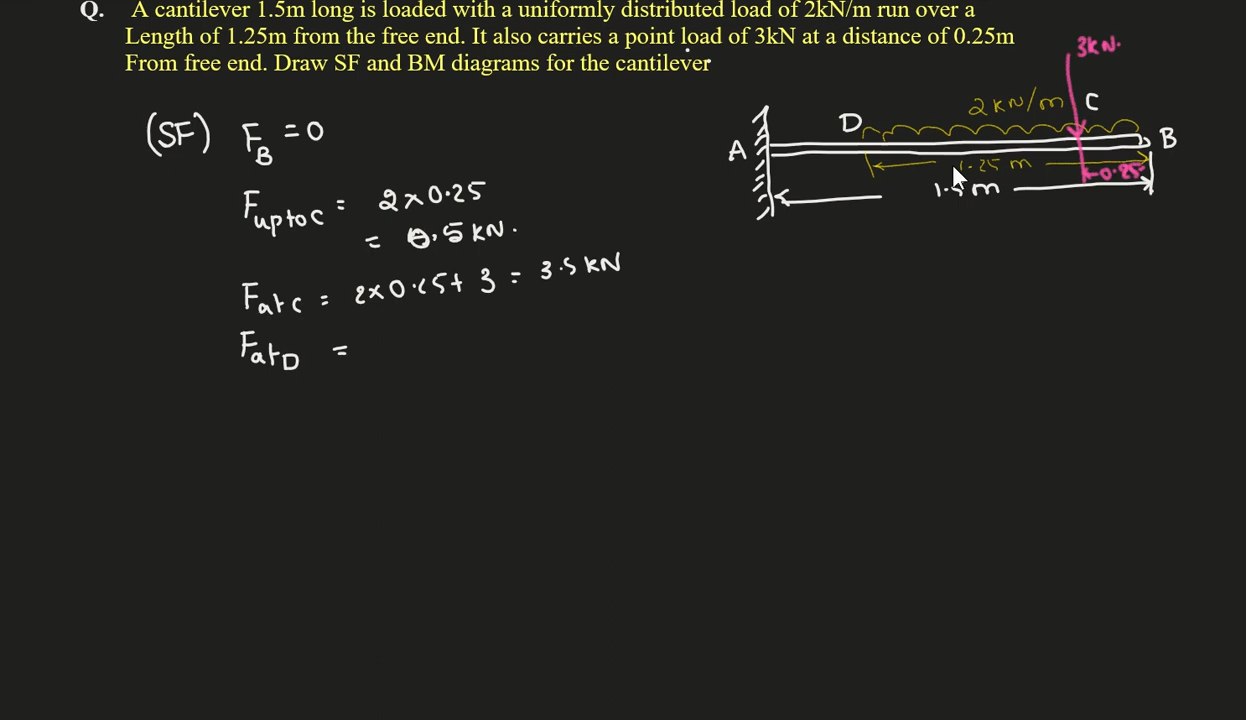 Q. A cantilever 1.5m long is loaded with a uniformly distributed load of 2kN/m run over a
Length of 1.25m from the free end. It also carries a point load of 3kN at a distance of 0.25m
From free end. Draw SF and BM diagrams for the cantilever
3kN.
2kN/m C
D
A
B
1.25 m
0.25
1.5 m
(SF) F_B = 0
F_upto C = 2 × 0.25
= 0.5 kN.
F_at C = 2 × 0.25 + 3 = 3.5 kN
F_at D =